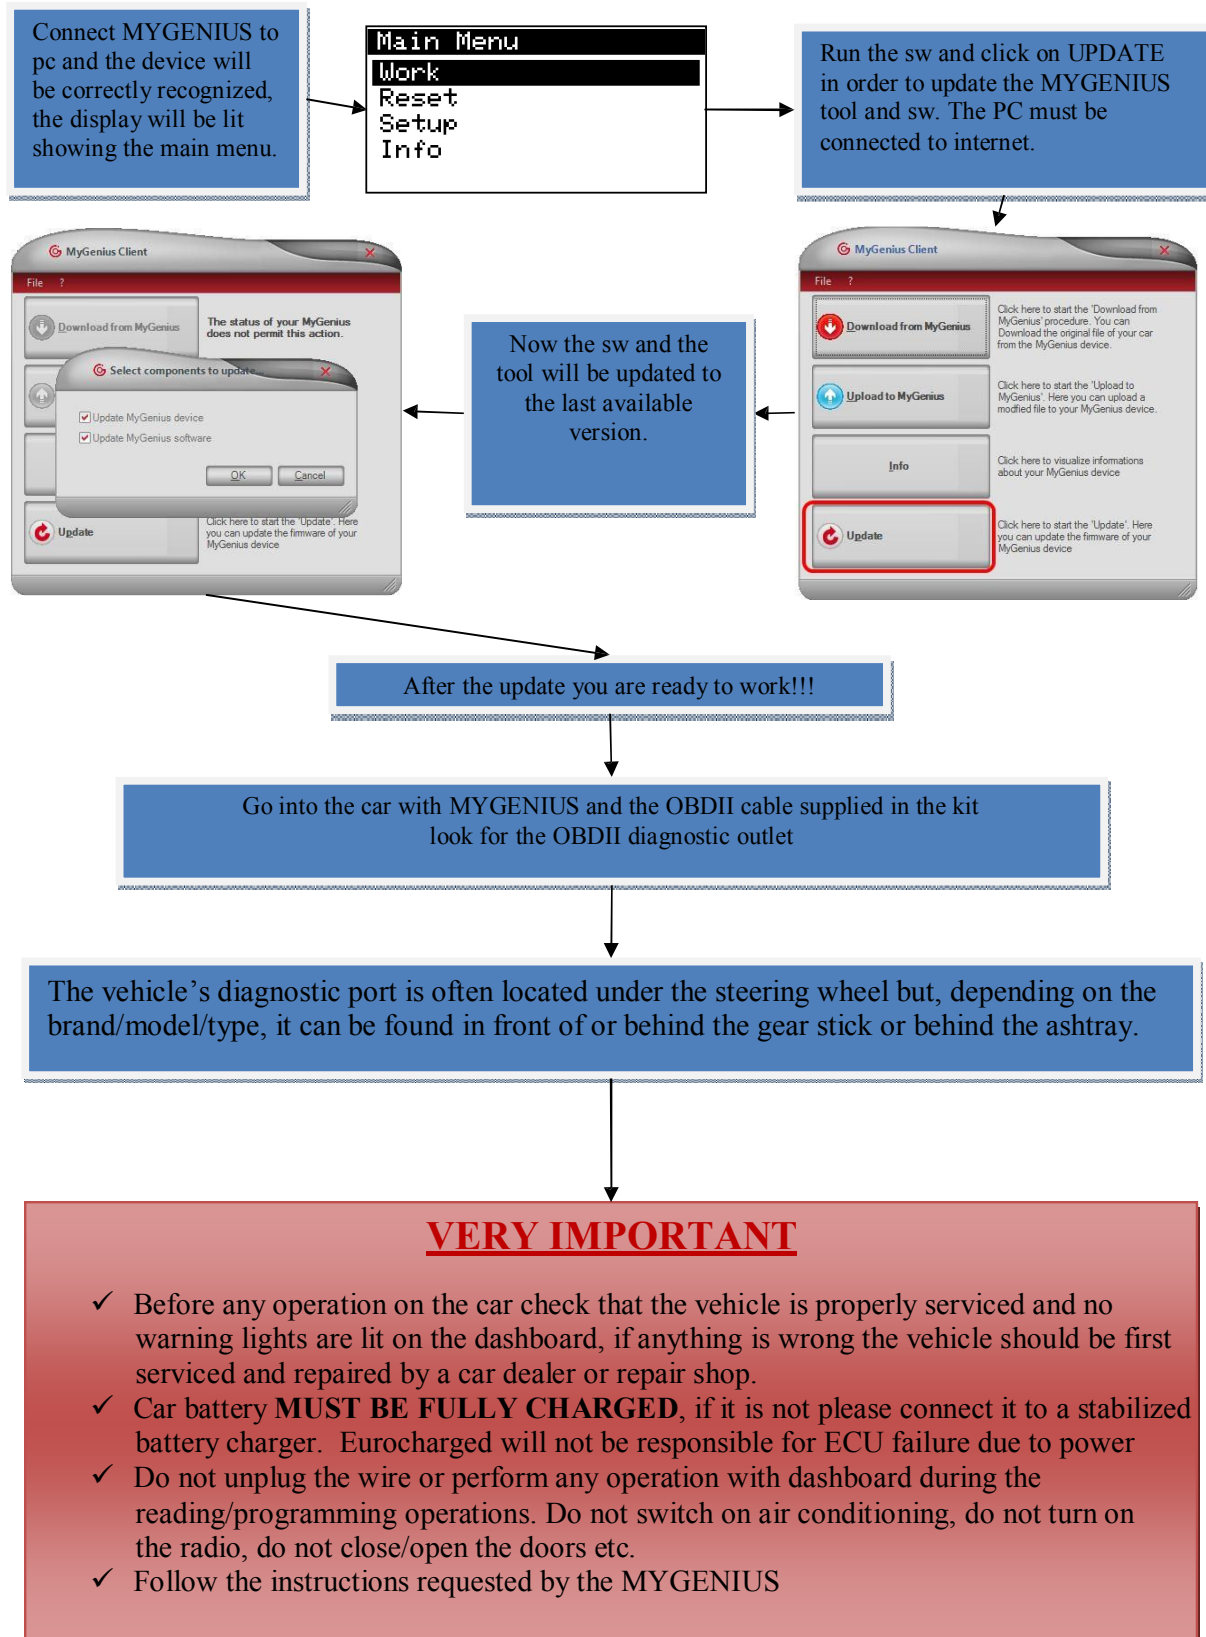 Connect MYGENIUS to
pc and the device will
be correctly recognized,
the display will be lit
showing the main menu.
Main Menu
Work
Reset
Setup
Info
Run the sw and click on UPDATE
in order to update the MYGENIUS
tool and sw. The PC must be
connected to internet.
MyGenius Client
File ?
Download from MyGenius
The status of your MyGenius
does not permit this action.
Select components to update...
Update MyGenius device
Update MyGenius software
OK Cancel
Update
Click here to start the 'Update'. Here
you can update the firmware of your
MyGenius device
Now the sw and the
tool will be updated to
the last available
version.
MyGenius Client
File ?
Download from MyGenius
Click here to start the 'Download from
MyGenius' procedure. You can
Download the original file of your car
from the MyGenius device.
Upload to MyGenius
Click here to start the 'Upload to
MyGenius'. Here you can upload a
modfied file to your MyGenius device.
Info
Click here to visualize informations
about your MyGenius device
Update
Click here to start the 'Update'. Here
you can update the firmware of your
MyGenius device
After the update you are ready to work!!!
Go into the car with MYGENIUS and the OBDII cable supplied in the kit
look for the OBDII diagnostic outlet
The vehicle’s diagnostic port is often located under the steering wheel but, depending on the
brand/model/type, it can be found in front of or behind the gear stick or behind the ashtray.
VERY IMPORTANT
✓ Before any operation on the car check that the vehicle is properly serviced and no
warning lights are lit on the dashboard, if anything is wrong the vehicle should be first
serviced and repaired by a car dealer or repair shop.
✓ Car battery MUST BE FULLY CHARGED, if it is not please connect it to a stabilized
battery charger. Eurocharged will not be responsible for ECU failure due to power
✓ Do not unplug the wire or perform any operation with dashboard during the
reading/programming operations. Do not switch on air conditioning, do not turn on
the radio, do not close/open the doors etc.
✓ Follow the instructions requested by the MYGENIUS